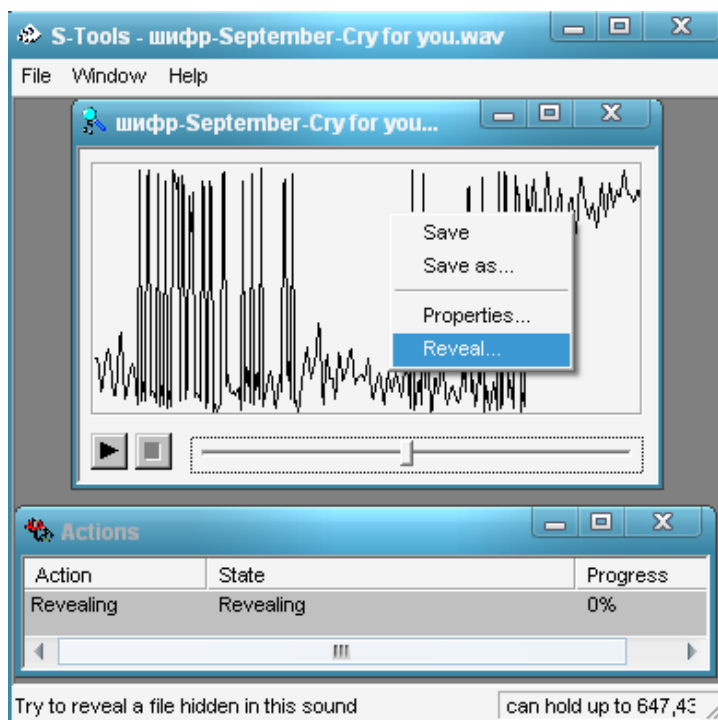 S-Tools - шифр-September-Cry for you.wav
File Window Help
шифр-September-Cry for you...
Save
Save as...
Properties...
Reveal...
Actions
Action State Progress
Revealing Revealing 0%
Try to reveal a file hidden in this sound can hold up to 647,43